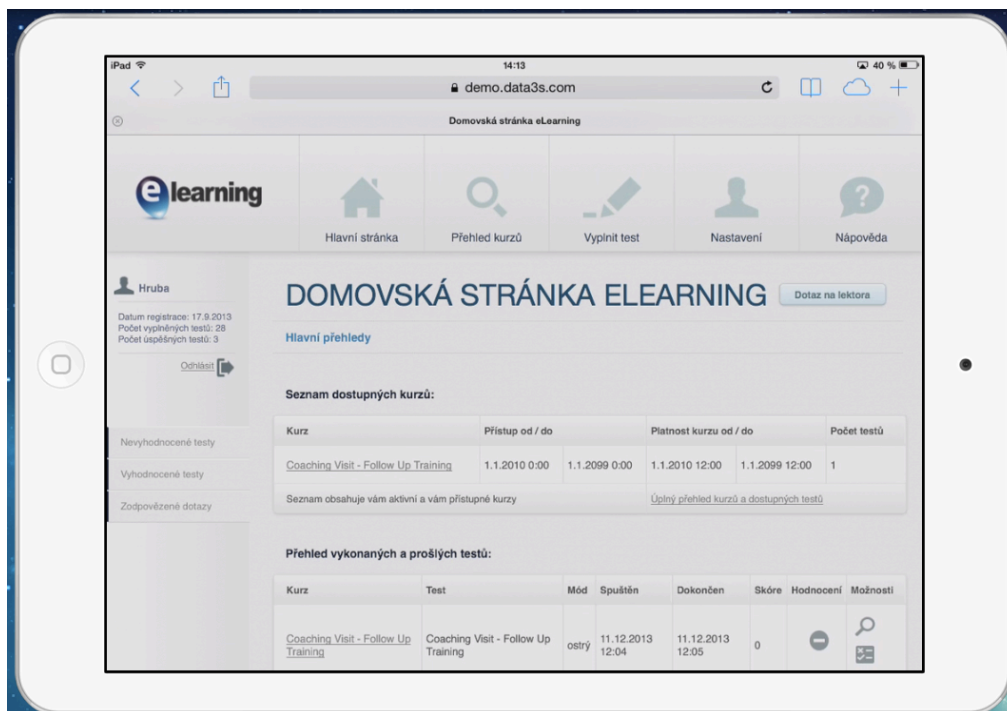 iPad 14:13 40 %
demo.data3s.com
Domovská stránka eLearning
elearning
Hlavní stránka Přehled kurzů Vyplnit test Nastavení Nápověda
Hruba
Datum registrace: 17.9.2013
Počet vyplněných testů: 28
Počet úspěšných testů: 3
Odhlásit
Nevyhodnocené testy
Vyhodnocené testy
Zodpovězené dotazy
DOMOVSKÁ STRÁNKA ELEARNING Dotaz na lektora
Hlavní přehledy
Seznam dostupných kurzů:
Kurz Přístup od / do Platnost kurzu od / do Počet testů
Coaching Visit - Follow Up Training 1.1.2010 0:00 1.1.2099 0:00 1.1.2010 12:00 1.1.2099 12:00 1
Seznam obsahuje vám aktivní a vám přístupné kurzy Úplný přehled kurzů a dostupných testů
Přehled vykonaných a prošlých testů:
Kurz Test Mód Spuštěn Dokončen Skóre Hodnocení Možnosti
Coaching Visit - Follow Up Coaching Visit - Follow Up ostrý 11.12.2013 11.12.2013 0
Training Training 12:04 12:05